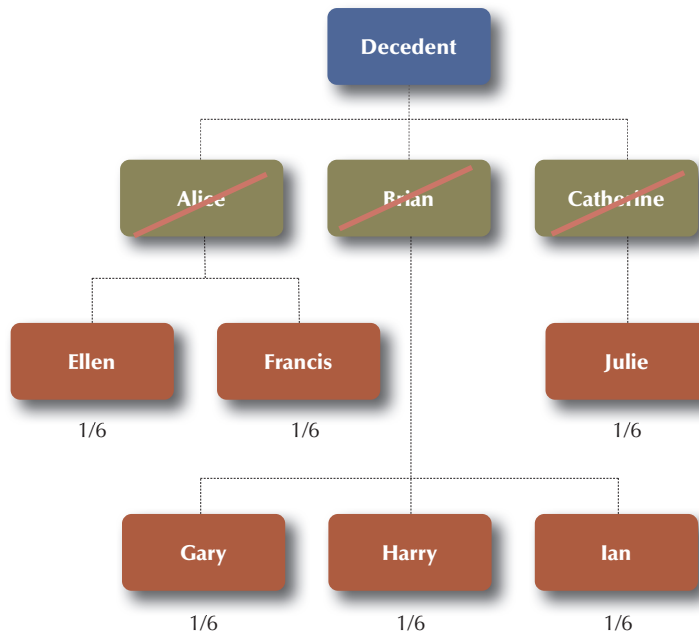 Decedent
Alice
Brian
Catherine
Ellen
Francis
Julie
1/6
1/6
1/6
Gary
Harry
Ian
1/6
1/6
1/6